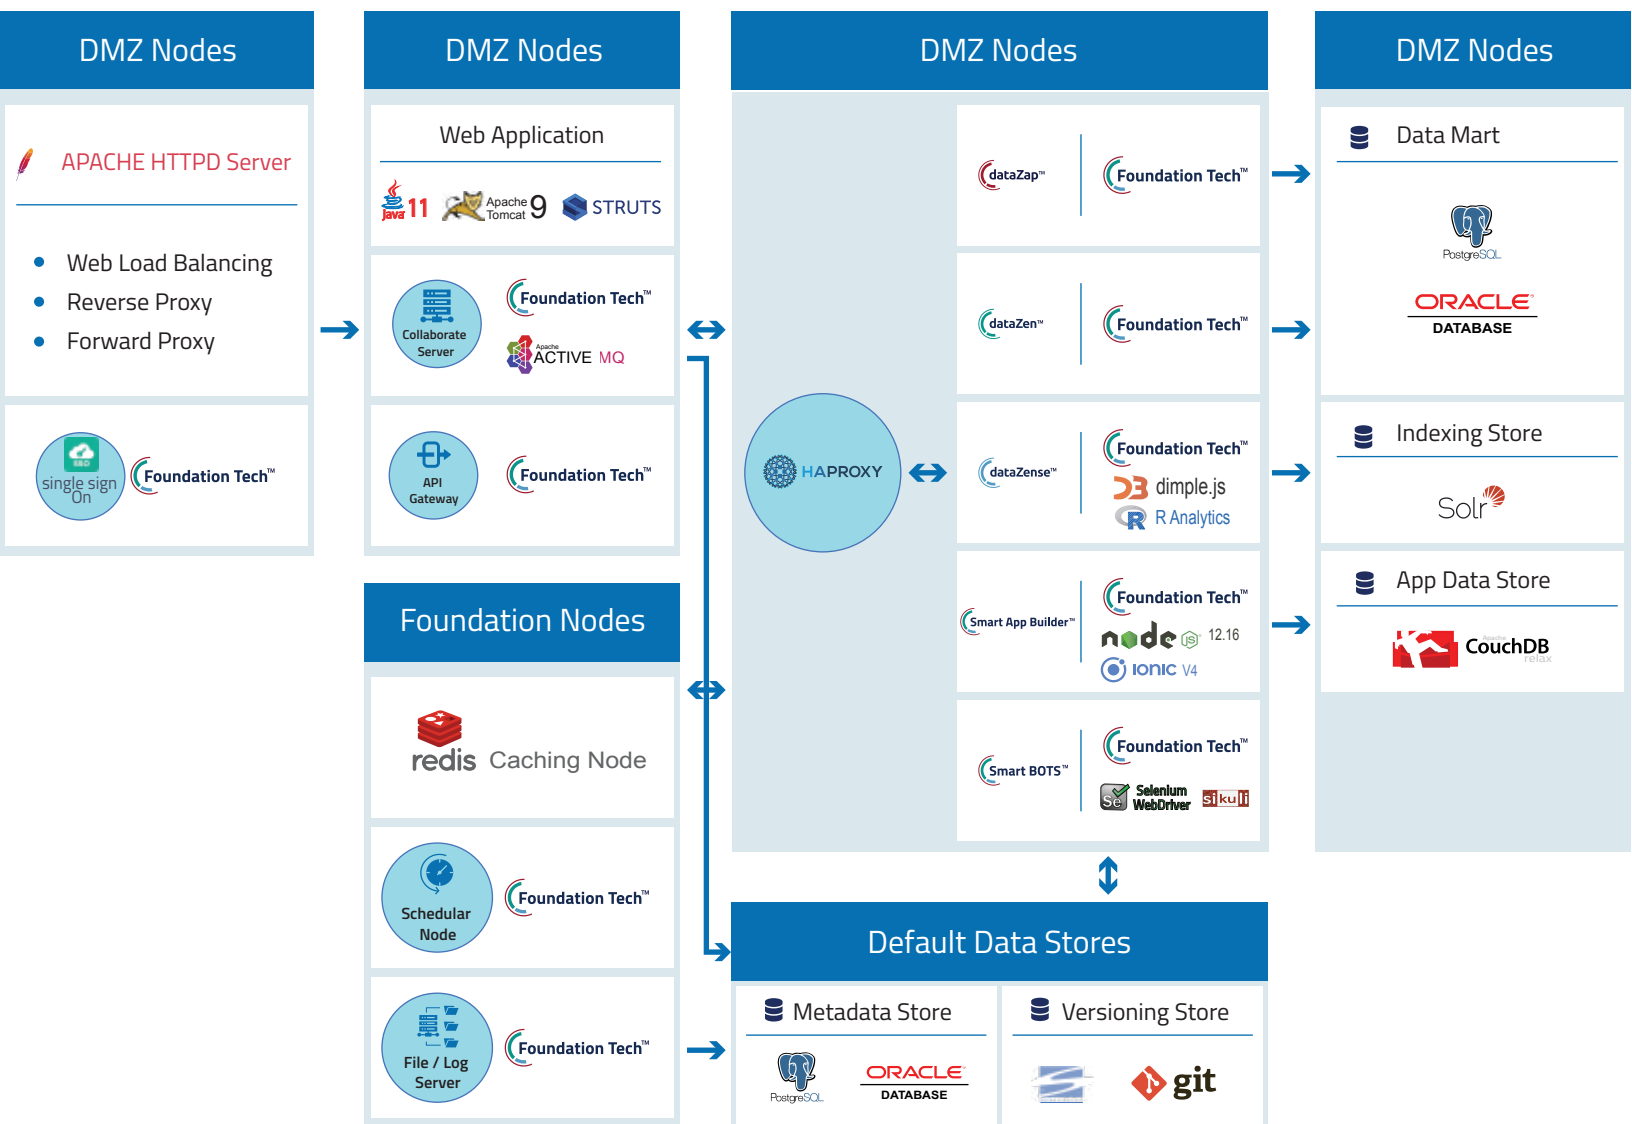 DMZ Nodes
APACHE HTTPD Server
Web Load Balancing
Reverse Proxy
Forward Proxy
single sign
On
Foundation Tech™
DMZ Nodes
Web Application
Java 11
Apache
Tomcat 9
STRUTS
Collaborate
Server
Foundation Tech™
Apache
ACTIVE MQ
API
Gateway
Foundation Tech™
Foundation Nodes
redis Caching Node
Schedular
Node
Foundation Tech™
File / Log
Server
Foundation Tech™
DMZ Nodes
HAPROXY
dataZap™
Foundation Tech™
dataZen™
Foundation Tech™
dataZense™
Foundation Tech™
D3 dimple.js
R R Analytics
Smart App Builder™
Foundation Tech™
node JS 12.16
IONIC V4
Smart BOTS™
Foundation Tech™
Se Selenium
WebDriver
sikuli
Default Data Stores
Metadata Store
PostgreSQL
ORACLE
DATABASE
Versioning Store
git
DMZ Nodes
Data Mart
PostgreSQL
ORACLE
DATABASE
Indexing Store
Solr
App Data Store
Apache
CouchDB
relax